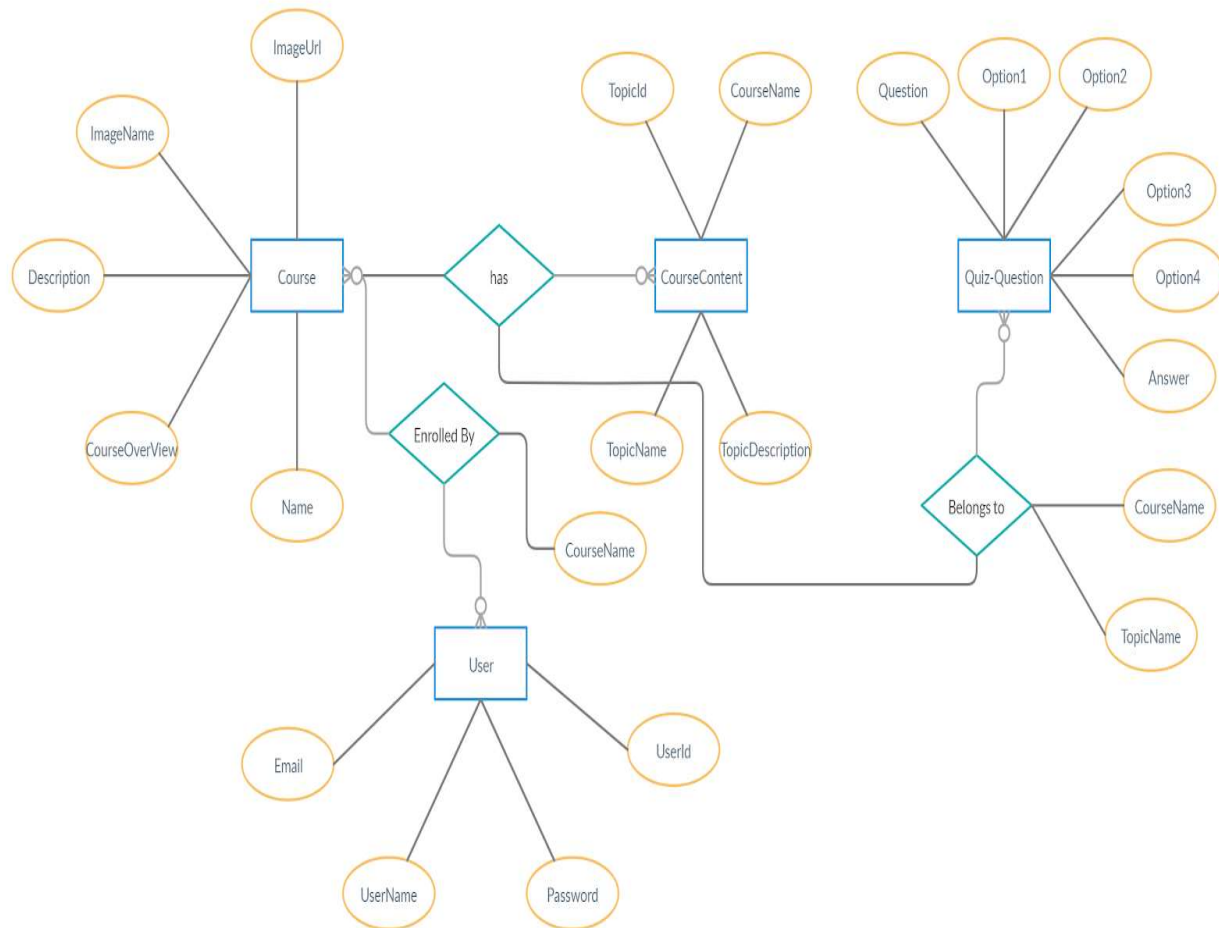 ImageUrl
ImageName
Description
CourseOverView
Name
Course
has
TopicId
CourseName
CourseContent
TopicName
TopicDescription
Question
Option1
Option2
Option3
Option4
Answer
Quiz-Question
Enrolled By
CourseName
Belongs to
CourseName
TopicName
User
Email
UserName
Password
UserId